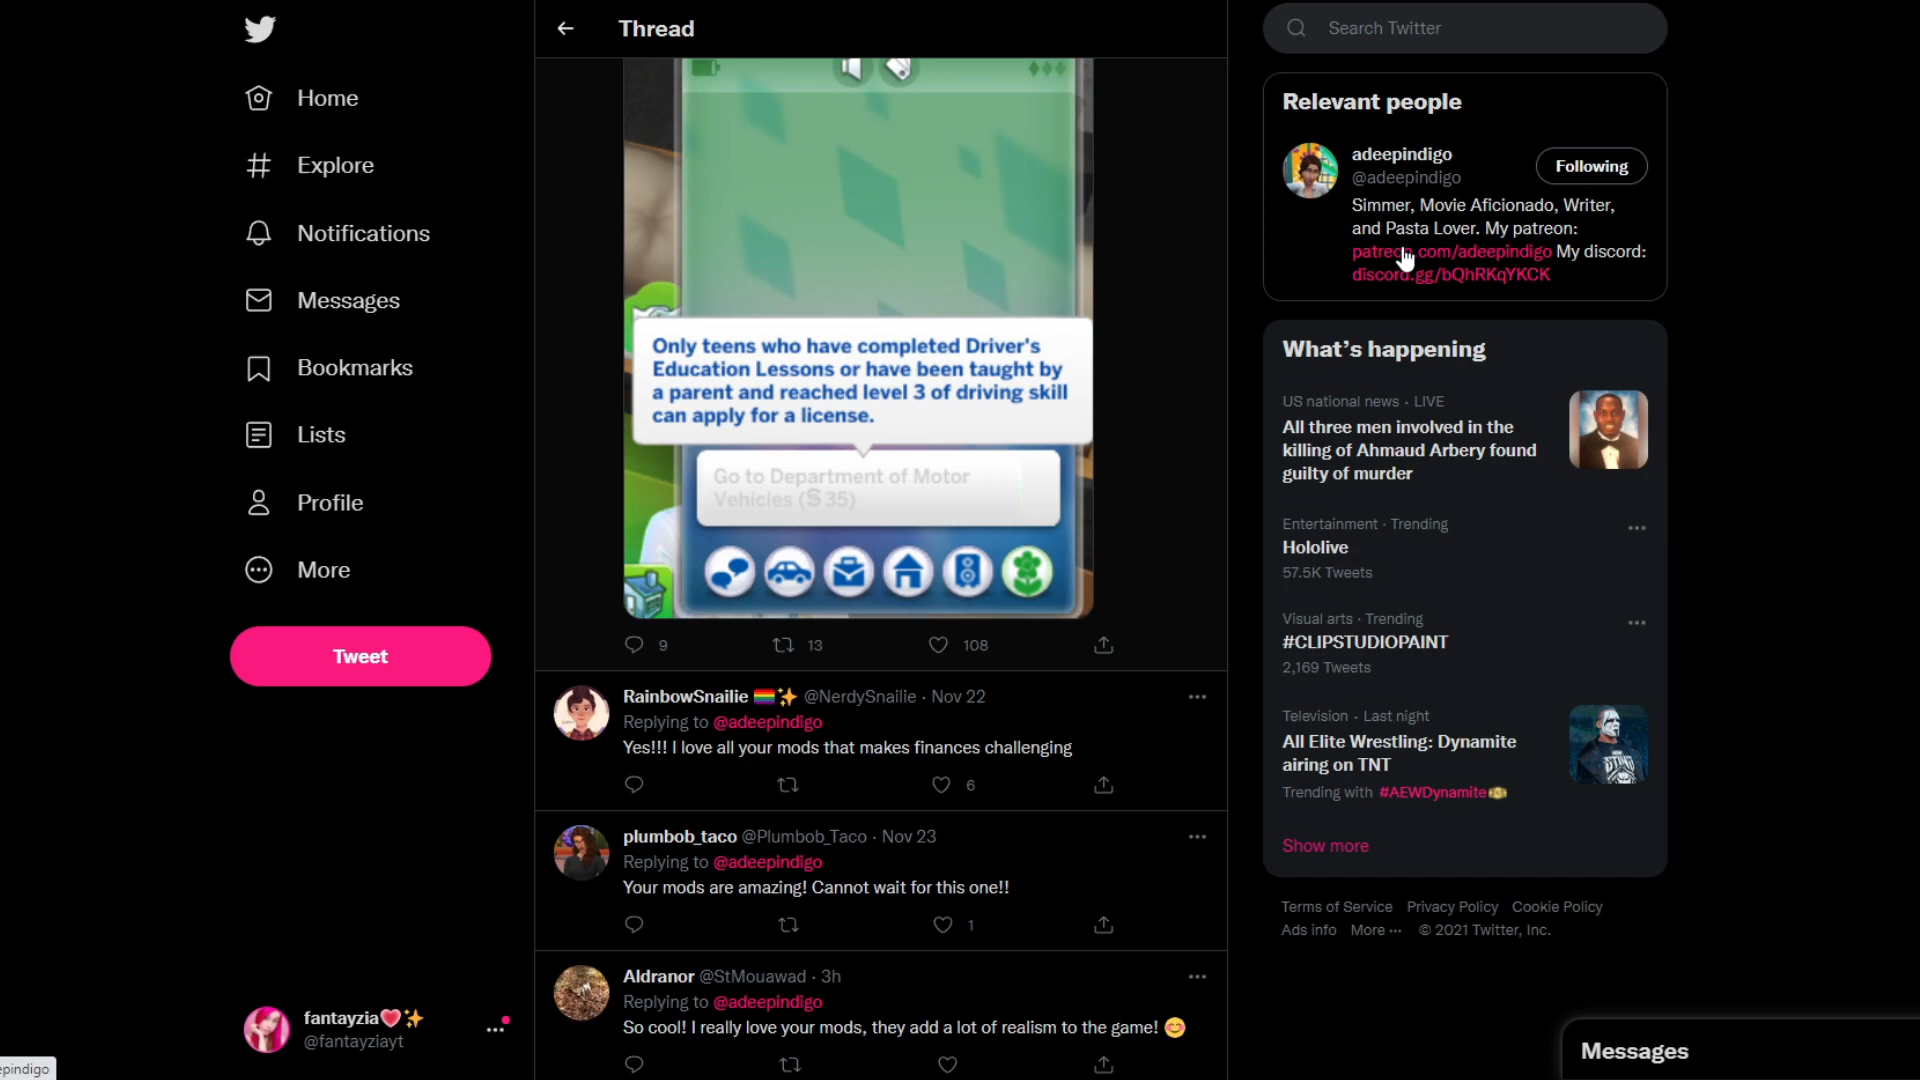 Home
Explore
Notifications
Messages
Bookmarks
Lists
Profile
More
Tweet
fantayzia
@fantayziayt
epindigo
Thread
Only teens who have completed Driver's
Education Lessons or have been taught by
a parent and reached level 3 of driving skill
can apply for a license.
Go to Department of Motor
Vehicles (§35)
9 13 108
RainbowSnailie 🏳️‍🌈✨ @NerdySnailie · Nov 22
Replying to @adeepindigo
Yes!!! I love all your mods that makes finances challenging
6
plumbob_taco @Plumbob_Taco · Nov 23
Replying to @adeepindigo
Your mods are amazing! Cannot wait for this one!!
1
Aldranor @StMouawad · 3h
Replying to @adeepindigo
So cool! I really love your mods, they add a lot of realism to the game! 😊
Search Twitter
Relevant people
adeepindigo
@adeepindigo
Following
Simmer, Movie Aficionado, Writer,
and Pasta Lover. My patreon:
patreon.com/adeepindigo My discord:
discord.gg/bQhRKqYKCK
What's happening
US national news · LIVE
All three men involved in the
killing of Ahmaud Arbery found
guilty of murder
Entertainment · Trending
Hololive
57.5K Tweets
Visual arts · Trending
#CLIPSTUDIOPAINT
2,169 Tweets
Television · Last night
All Elite Wrestling: Dynamite
airing on TNT
Trending with #AEWDynamite
Show more
Terms of Service Privacy Policy Cookie Policy
Ads info More ··· © 2021 Twitter, Inc.
Messages